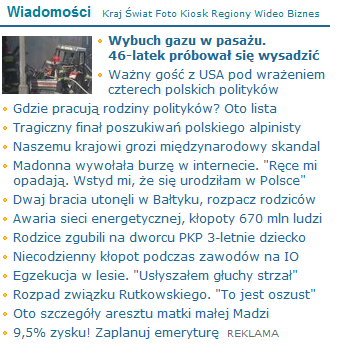 Wiadomości Kraj Świat Foto Kiosk Regiony Wideo Biznes
Wybuch gazu w pasażu.
46-latek próbował się wysadzić
Ważny gość z USA pod wrażeniem
czterech polskich polityków
Gdzie pracują rodziny polityków? Oto lista
Tragiczny finał poszukiwań polskiego alpinisty
Naszemu krajowi grozi międzynarodowy skandal
Madonna wywołała burzę w internecie. "Ręce mi
opadają. Wstyd mi, że się urodziłam w Polsce"
Dwaj bracia utonęli w Bałtyku, rozpacz rodziców
Awaria sieci energetycznej, kłopoty 670 mln ludzi
Rodzice zgubili na dworcu PKP 3-letnie dziecko
Niecodzienny kłopot podczas zawodów na IO
Egzekucja w lesie. "Usłyszałem głuchy strzał"
Rozpad związku Rutkowskiego. "To jest oszust"
Oto szczegóły aresztu matki małej Madzi
9,5% zysku! Zaplanuj emeryturę REKLAMA